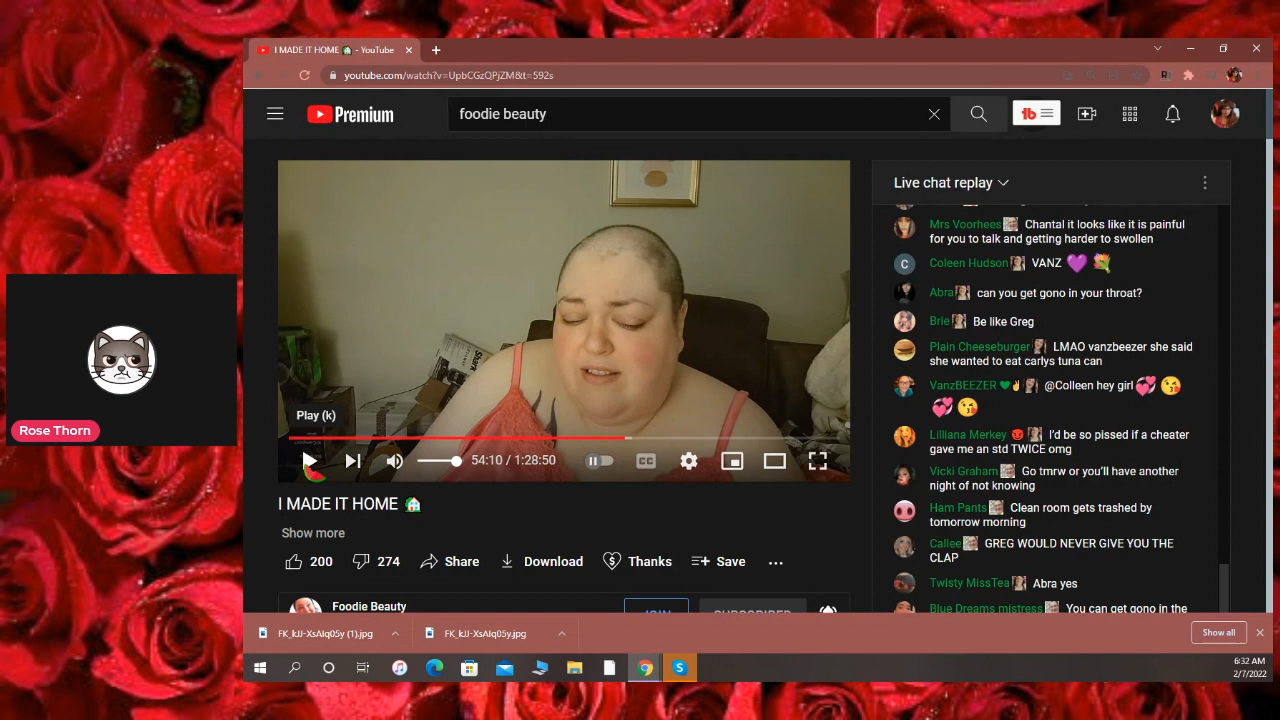 I MADE IT HOME 🏠 - YouTube
youtube.com/watch?v=UpbCGzQPjZM&t=592s
Premium
foodie beauty
Live chat replay
Mrs Voorhees Chantal it looks like it is painful
for you to talk and getting harder to swollen
C Coleen Hudson VANZ 💜 💐
Abra can you get gono in your throat?
Brie Be like Greg
Plain Cheeseburger LMAO vanzbeezer she said
she wanted to eat carlys tuna can
VanzBEEZER 💚✌ @Colleen hey girl 💞 😘
💞 😘
Lilliana Merkey 😡 I'd be so pissed if a cheater
gave me an std TWICE omg
Vicki Graham Go tmrw or you'll have another
night of not knowing
Ham Pants Clean room gets trashed by
tomorrow morning
Callee GREG WOULD NEVER GIVE YOU THE
CLAP
Twisty MissTea Abra yes
Blue Dreams mistress You can get gono in the
Shark
Play (k)
54:10 / 1:28:50
CC
I MADE IT HOME 🏠
Show more
200 274 Share Download Thanks Save
Foodie Beauty
JOIN SUBSCRIBED
Rose Thorn
FK_kJJ-XsAIq05y (1).jpg FK_kJJ-XsAIq05y.jpg Show all
6:32 AM
2/7/2022